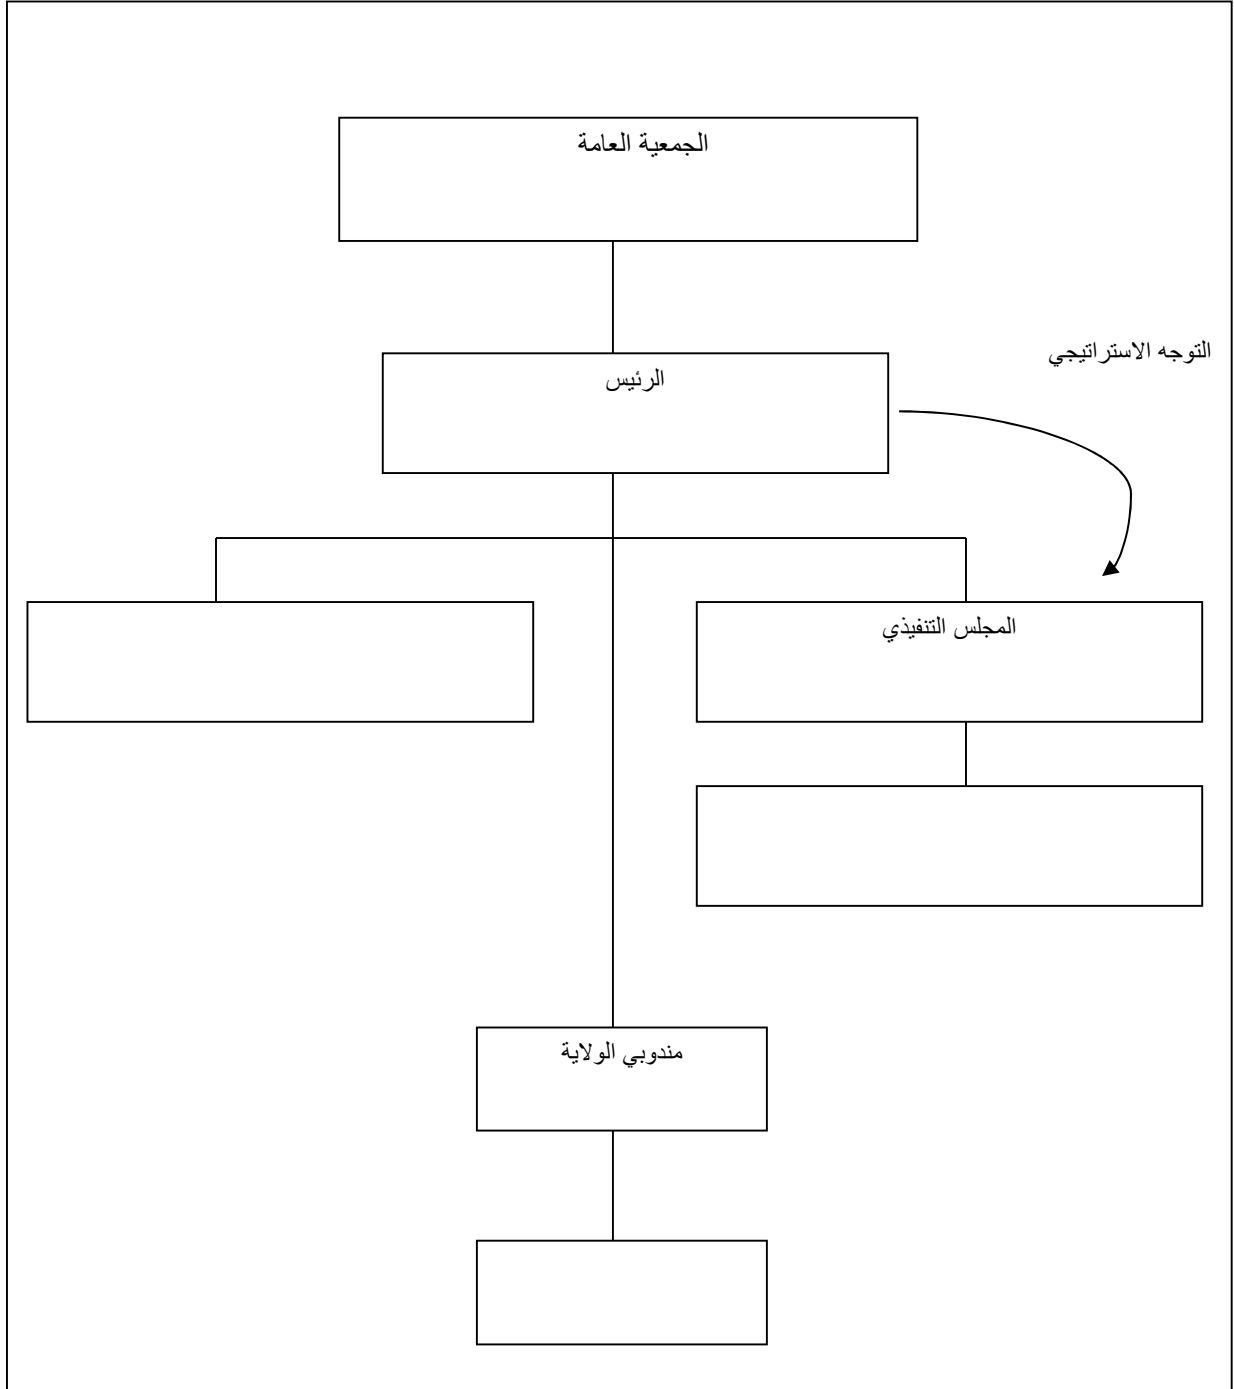 الجمعية العامة
التوجه الاستراتيجي
الرئيس
المجلس التنفيذي
مندوبي الولاية